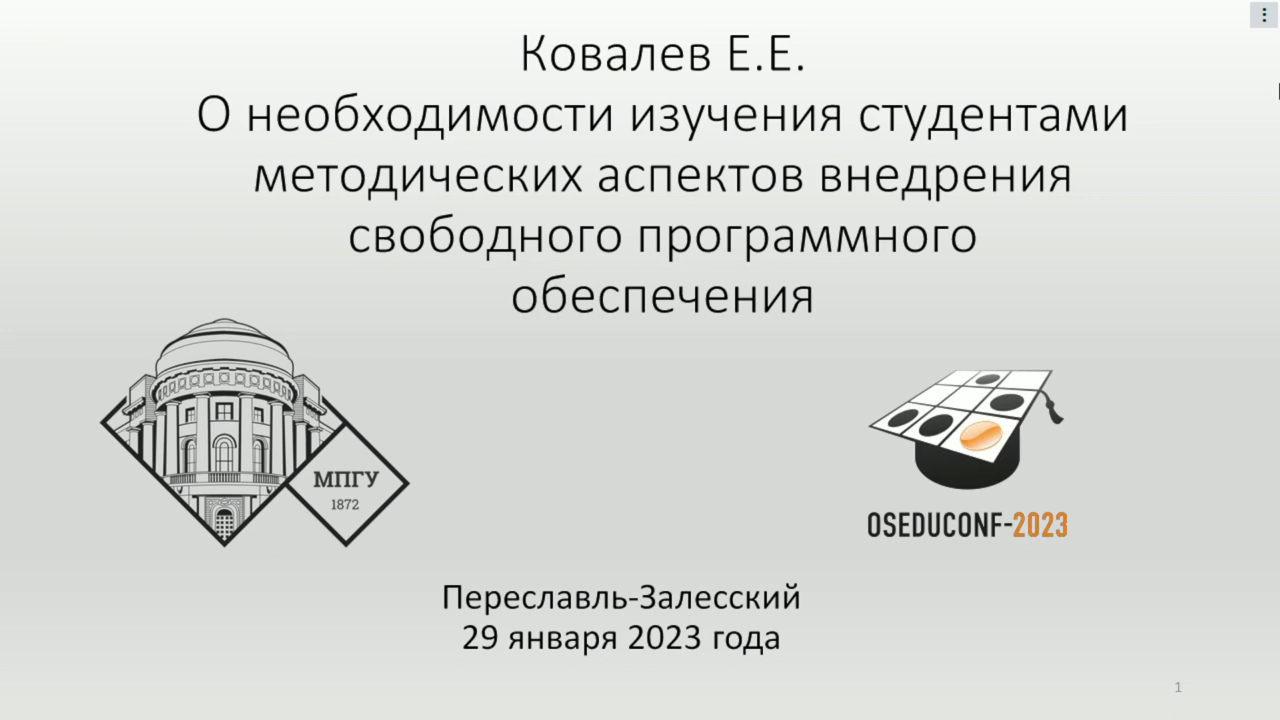 Ковалев Е.Е.
О необходимости изучения студентами
методических аспектов внедрения
свободного программного
обеспечения
МПГУ
1872
OSEDUCONF-2023
Переславль-Залесский
29 января 2023 года
1